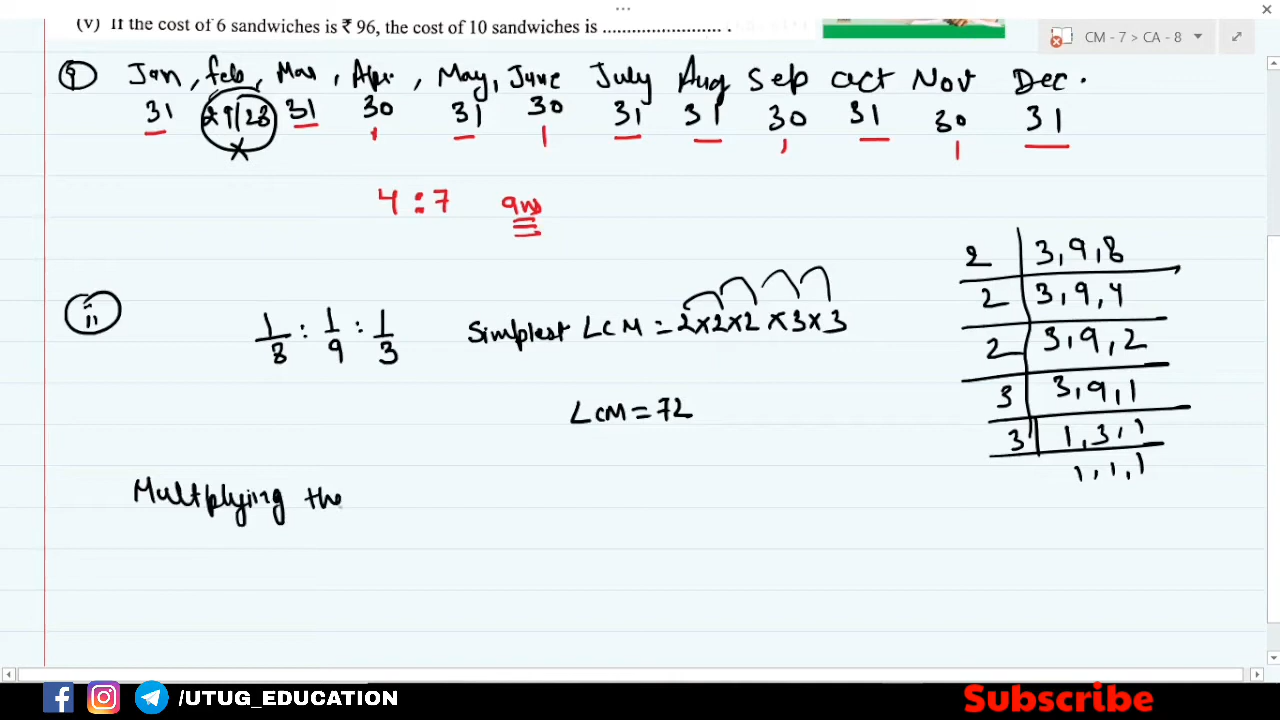 (v) If the cost of 6 sandwiches is ₹ 96, the cost of 10 sandwiches is ........................ .
CM - 7 > CA - 8
Jan, feb, Mar, Apr, May, June July Aug Sep Oct Nov Dec.
31 29/28 31 30 31 30 31 31 30 31 30 31
4 : 7 ans
ii
1/8 : 1/9 : 1/3 Simplest LCM = 2×2×2×3×3
LCM = 72
2 | 3, 9, 8
2 | 3, 9, 4
2 | 3, 9, 2
3 | 3, 9, 1
3 | 1, 3, 1
1, 1, 1
Multplying the
/UTUG_EDUCATION
Subscribe